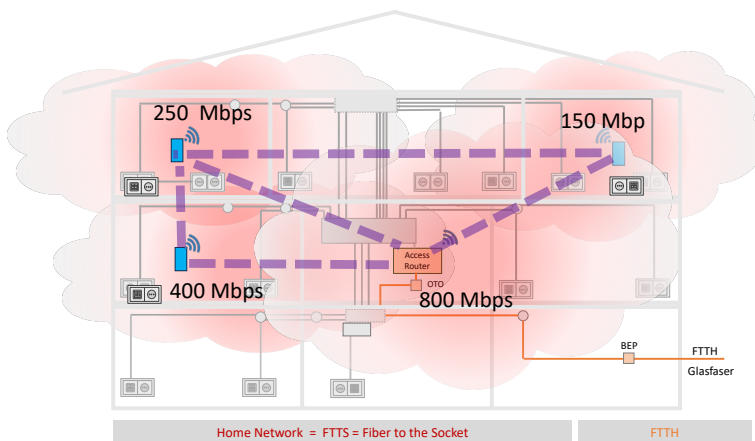 250 Mbps
150 Mbp
Access
Router
400 Mbps
OTO
800 Mbps
BEP
FTTH
Glasfaser
Home Network = FTTS = Fiber to the Socket
FTTH